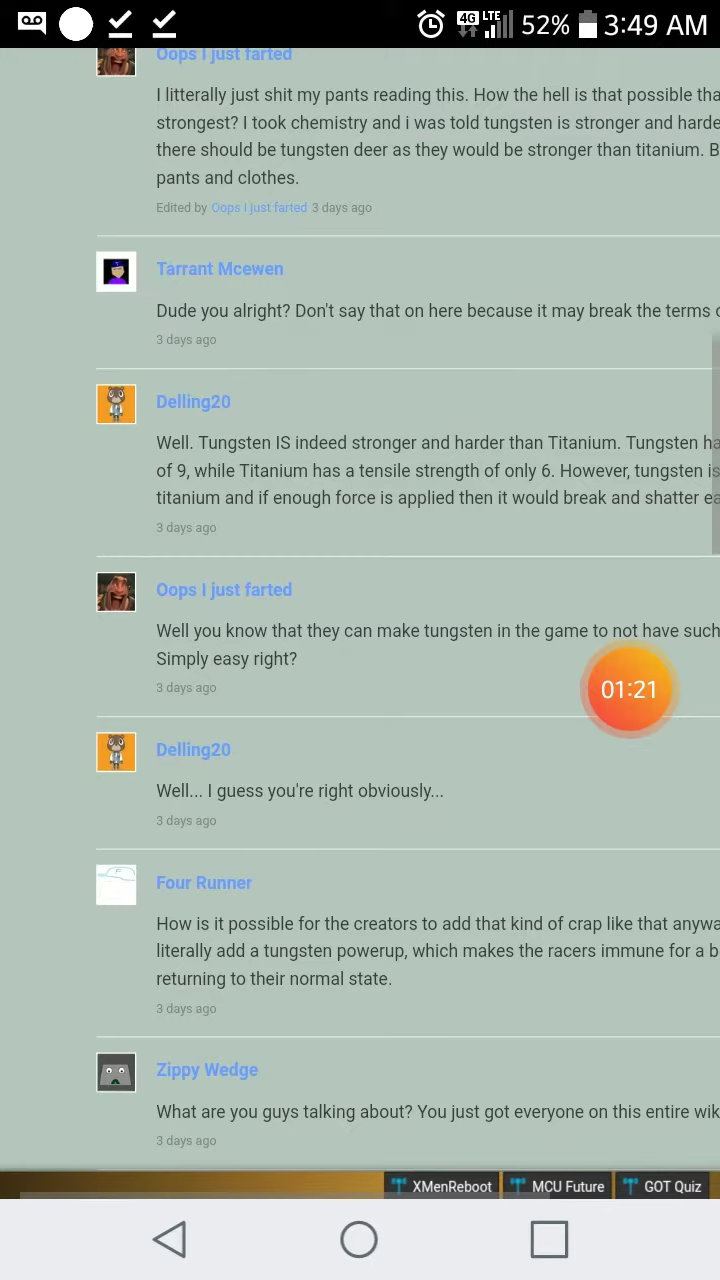 4G LTE 52% 3:49 AM
Oops I just farted
I litterally just shit my pants reading this. How the hell is that possible tha
strongest? I took chemistry and i was told tungsten is stronger and harde
there should be tungsten deer as they would be stronger than titanium. B
pants and clothes.
Edited by Oops I just farted 3 days ago
Tarrant Mcewen
Dude you alright? Don't say that on here because it may break the terms o
3 days ago
Delling20
Well. Tungsten IS indeed stronger and harder than Titanium. Tungsten ha
of 9, while Titanium has a tensile strength of only 6. However, tungsten is
titanium and if enough force is applied then it would break and shatter ea
3 days ago
Oops I just farted
Well you know that they can make tungsten in the game to not have such
Simply easy right?
3 days ago
01:21
Delling20
Well... I guess you're right obviously...
3 days ago
Four Runner
How is it possible for the creators to add that kind of crap like that anywa
literally add a tungsten powerup, which makes the racers immune for a b
returning to their normal state.
3 days ago
Zippy Wedge
What are you guys talking about? You just got everyone on this entire wik
3 days ago
XMenReboot MCU Future GOT Quiz